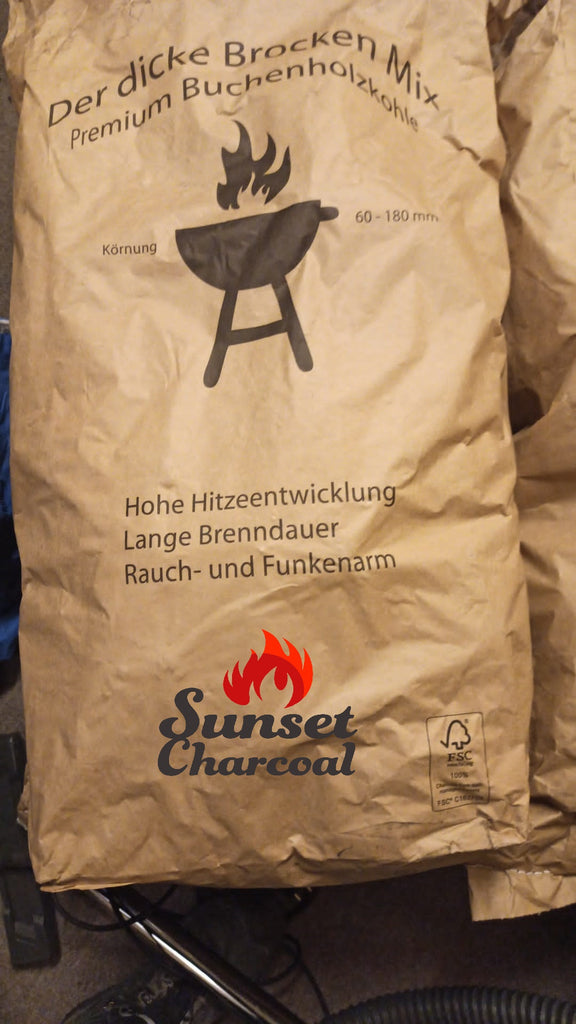 Der dicke Brocken Mix
Premium Buchenholzkohle
Körnung
60 - 180 mm
Hohe Hitzeentwicklung
Lange Brenndauer
Rauch- und Funkenarm
Sunset
Charcoal
FSC
100%